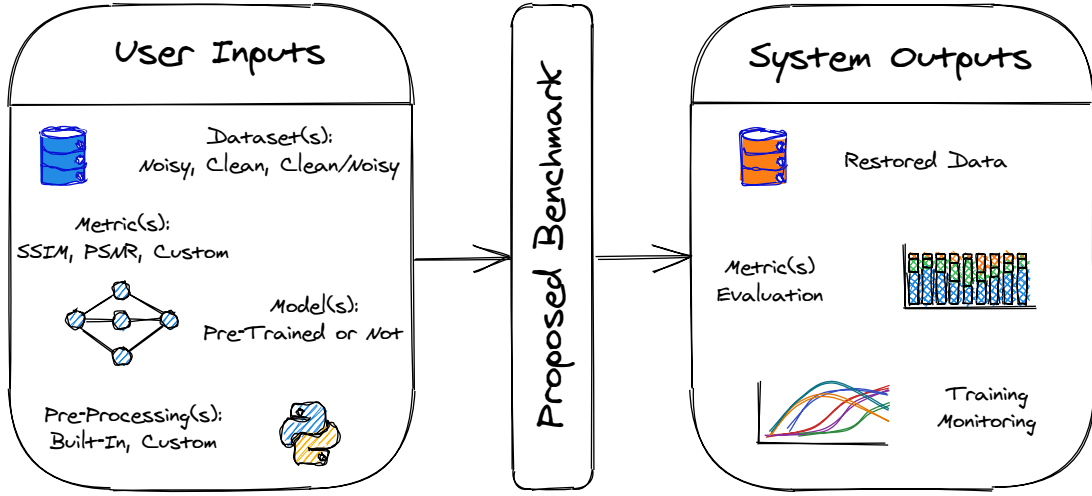 User Inputs
Dataset(s):
Noisy, Clean, Clean/Noisy
Metric(s):
SSIM, PSNR, Custom
Model(s):
Pre-Trained or Not
Pre-Processing(s):
Built-In, Custom
Proposed Benchmark
System Outputs
Restored Data
Metric(s)
Evaluation
Training
Monitoring